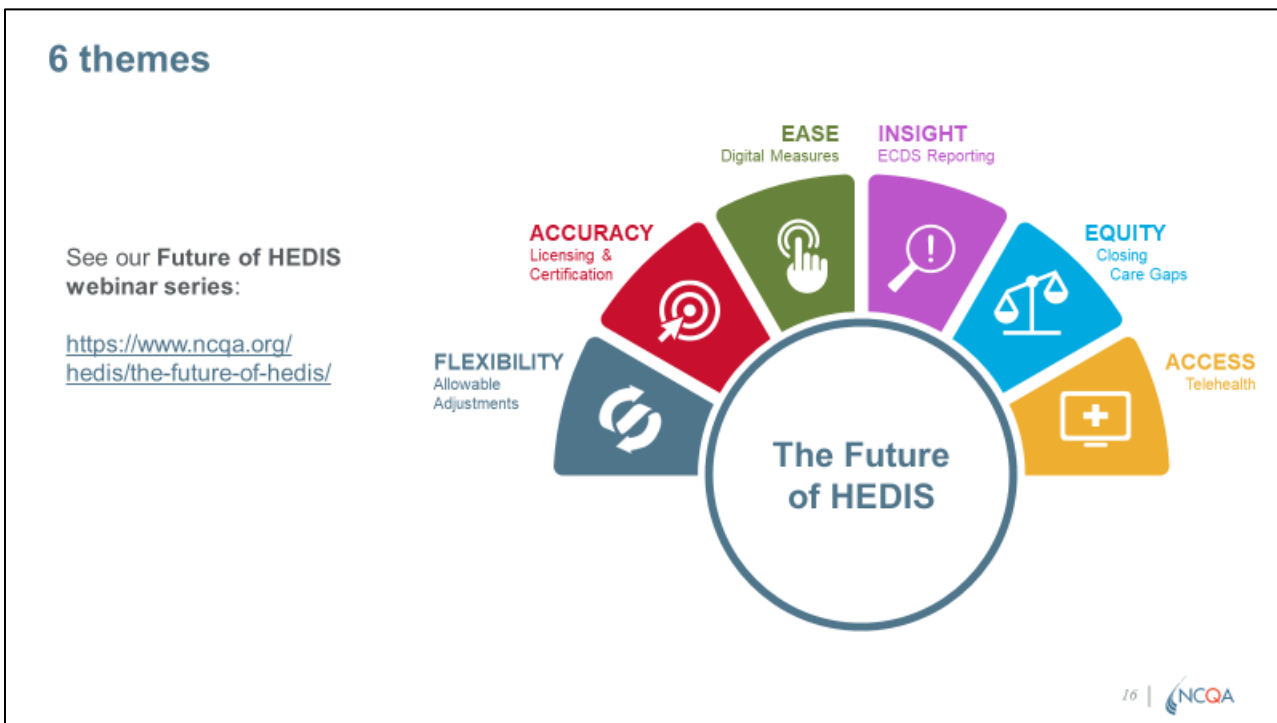 6 themes
See our Future of HEDIS
webinar series:
https://www.ncqa.org/
hedis/the-future-of-hedis/
FLEXIBILITY
Allowable
Adjustments
ACCURACY
Licensing &
Certification
EASE
Digital Measures
INSIGHT
ECDS Reporting
EQUITY
Closing
Care Gaps
ACCESS
Telehealth
The Future
of HEDIS
16 | NCQA